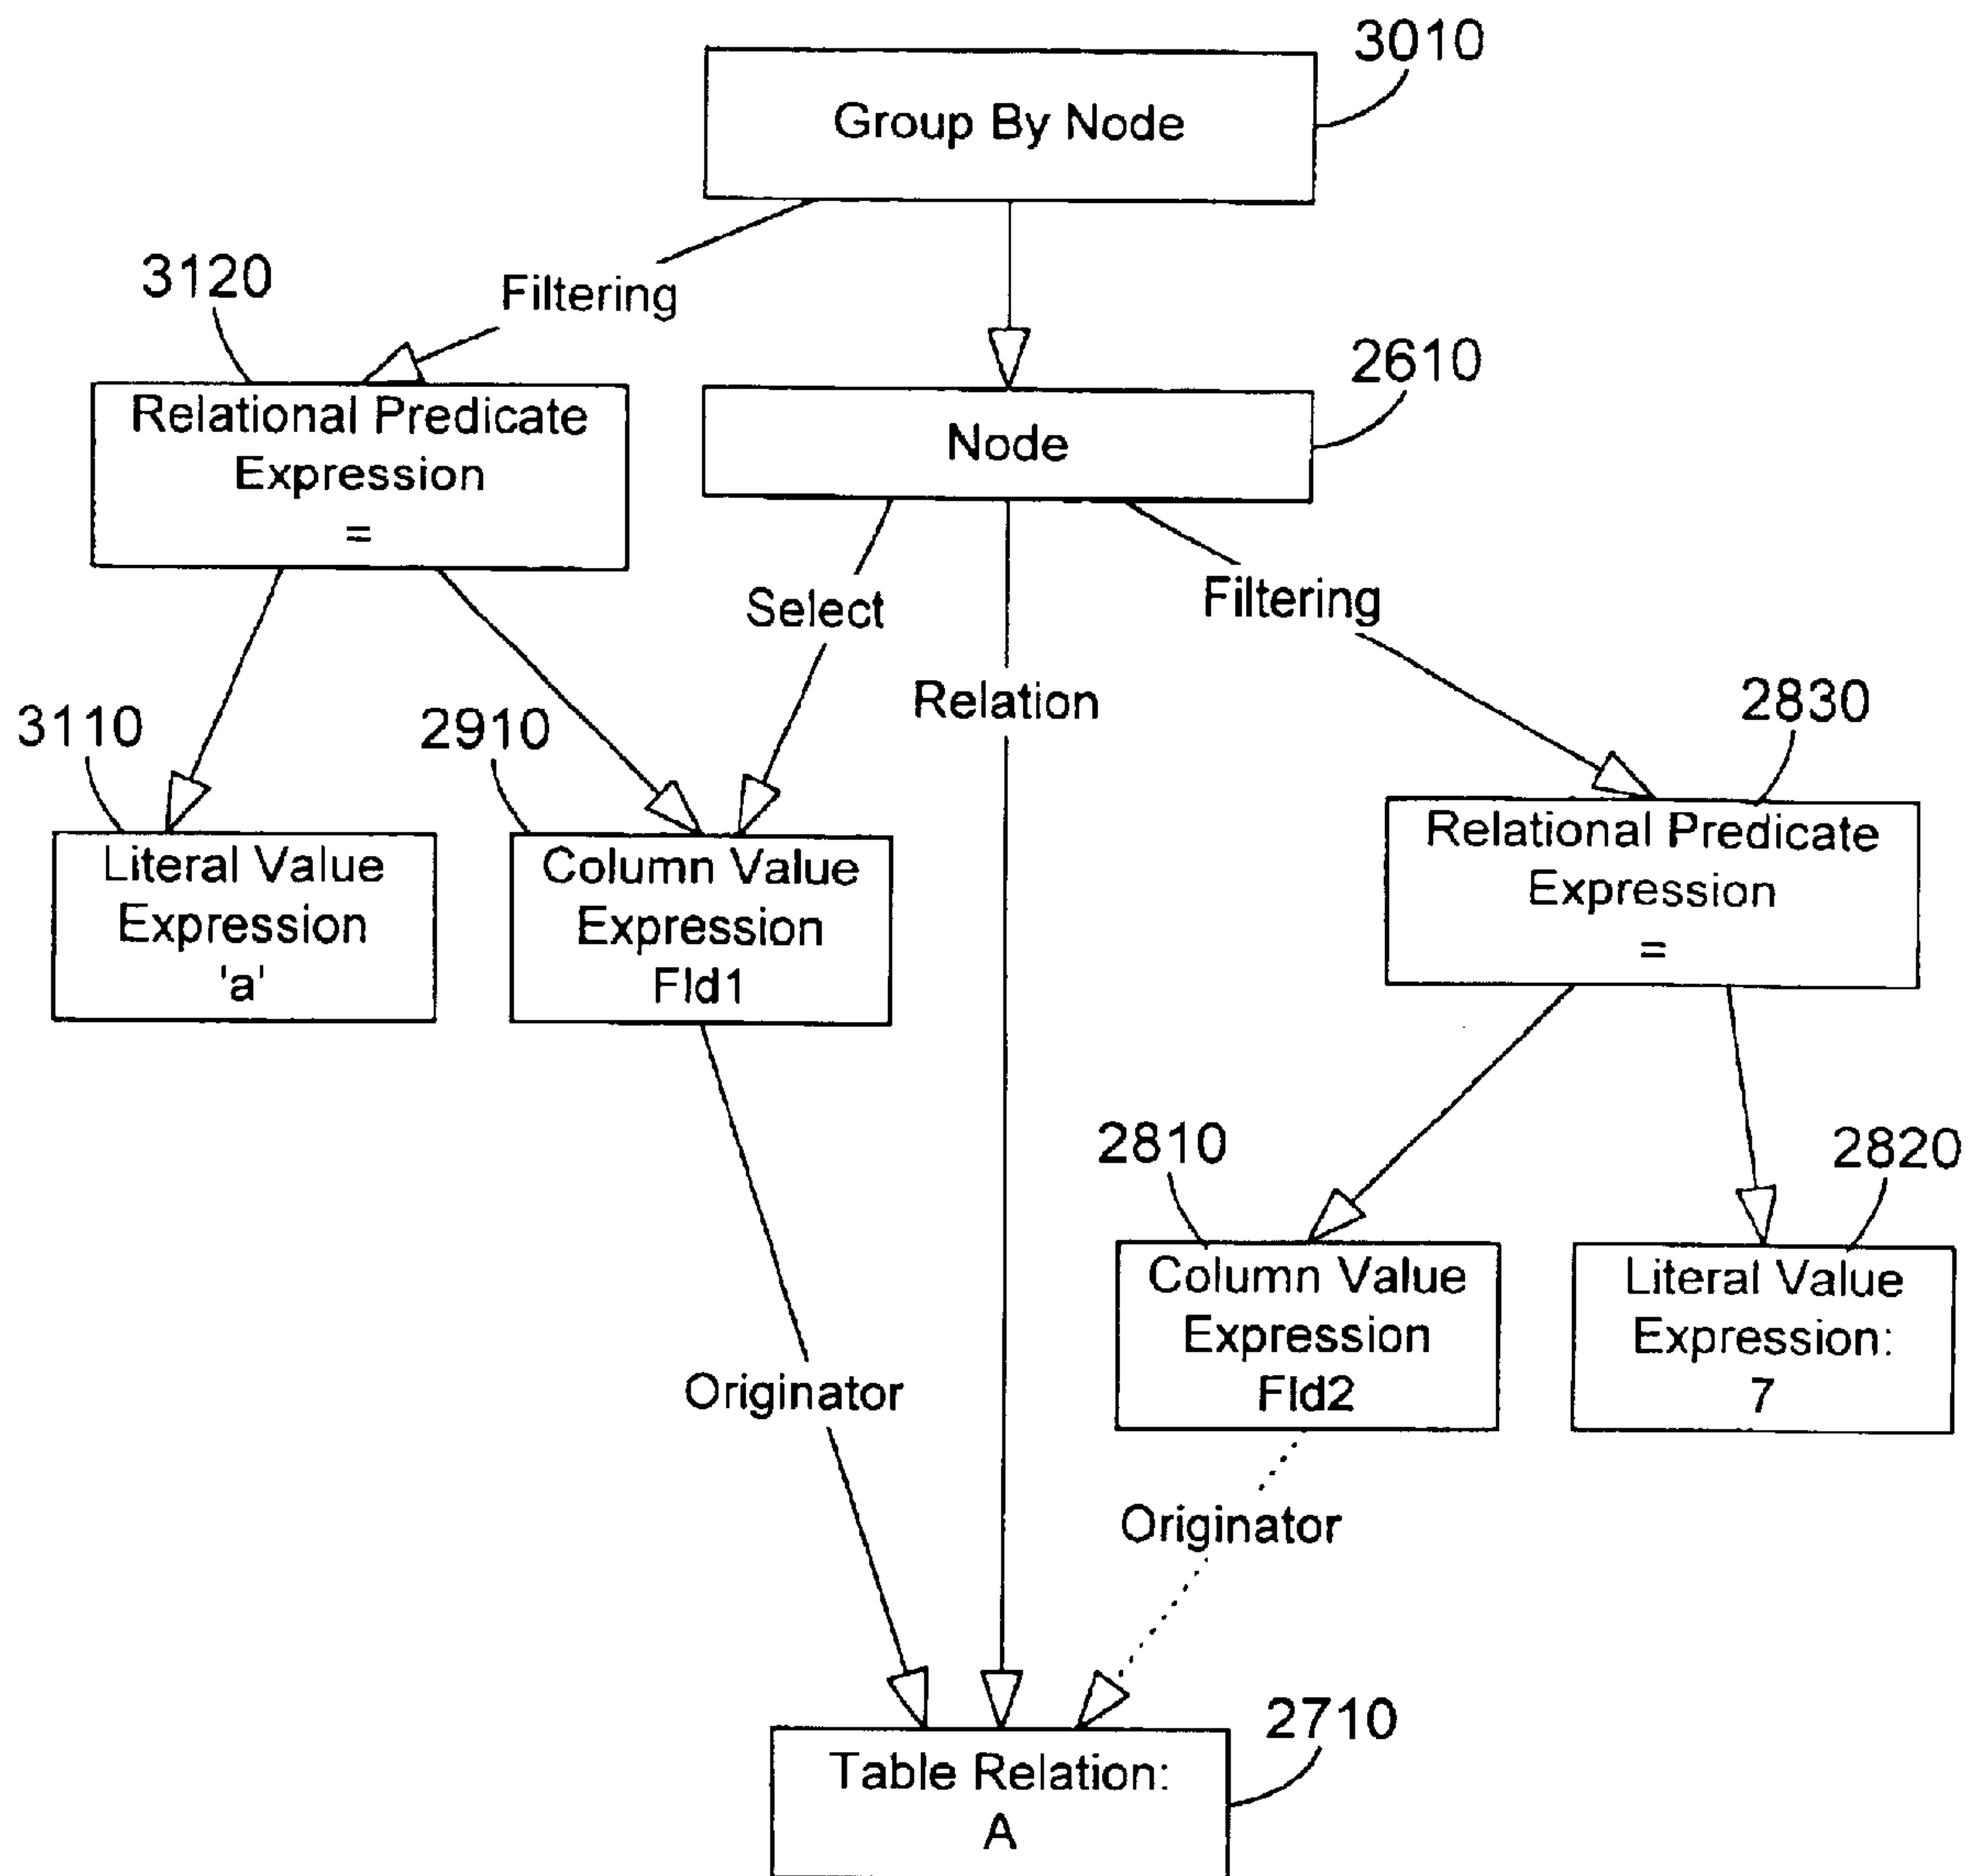 3010
Group By Node
3120
Filtering
2610
Relational Predicate
Expression
=
Node
Select
Filtering
Relation
3110
2910
2830
Literal Value
Expression
'a'
Column Value
Expression
Fld1
Relational Predicate
Expression
=
2810
2820
Column Value
Expression
Fld2
Literal Value
Expression:
7
Originator
Originator
2710
Table Relation:
A